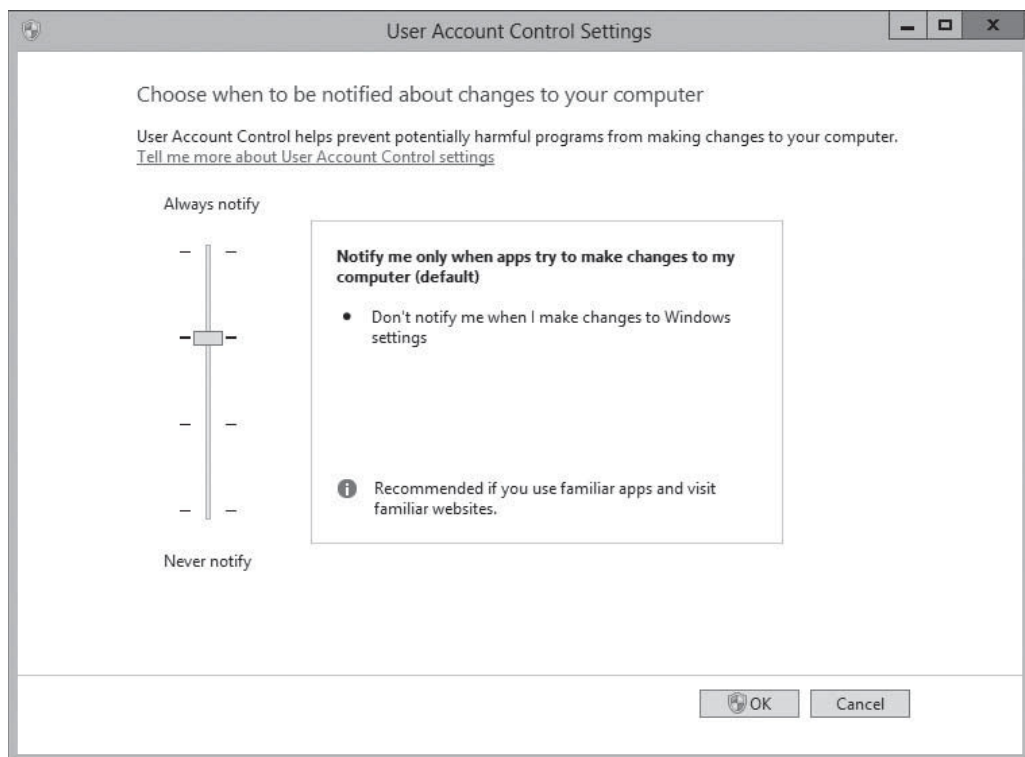 User Account Control Settings
Choose when to be notified about changes to your computer
User Account Control helps prevent potentially harmful programs from making changes to your computer.
Tell me more about User Account Control settings
Always notify
Notify me only when apps try to make changes to my
computer (default)
• Don't notify me when I make changes to Windows
settings
Recommended if you use familiar apps and visit
familiar websites.
Never notify
OK Cancel